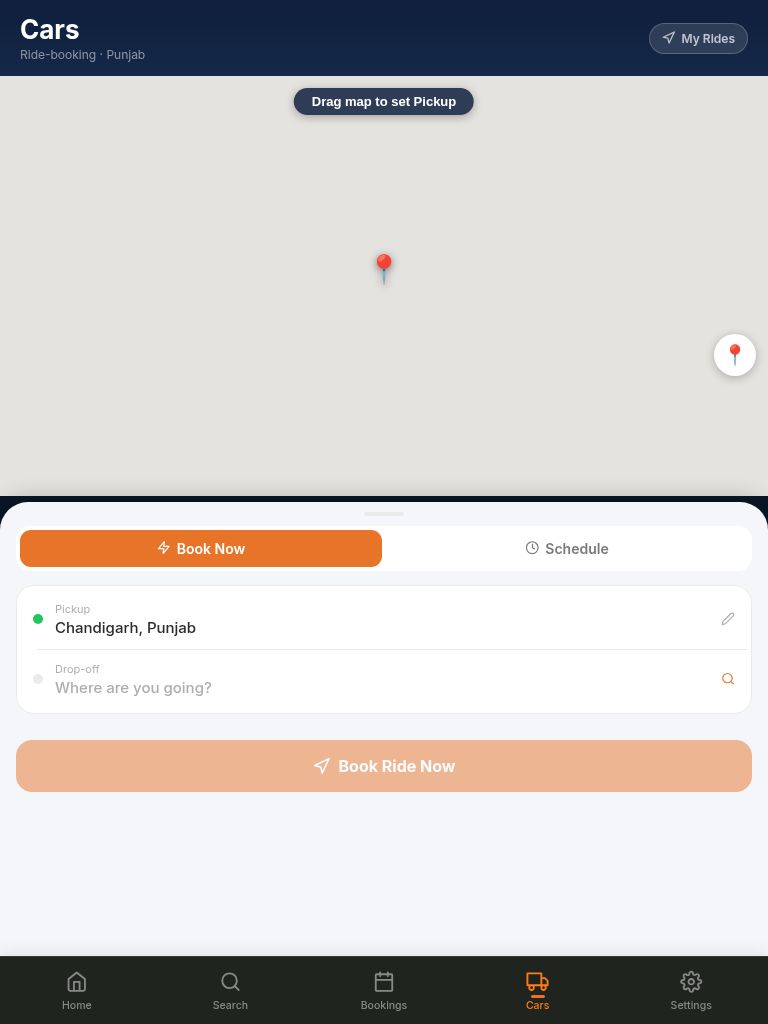 Cars
Ride-booking · Punjab
My Rides
Drag map to set Pickup
Book Now
Schedule
Pickup
Chandigarh, Punjab
Drop-off
Where are you going?
Book Ride Now
Home
Search
Bookings
Cars
Settings